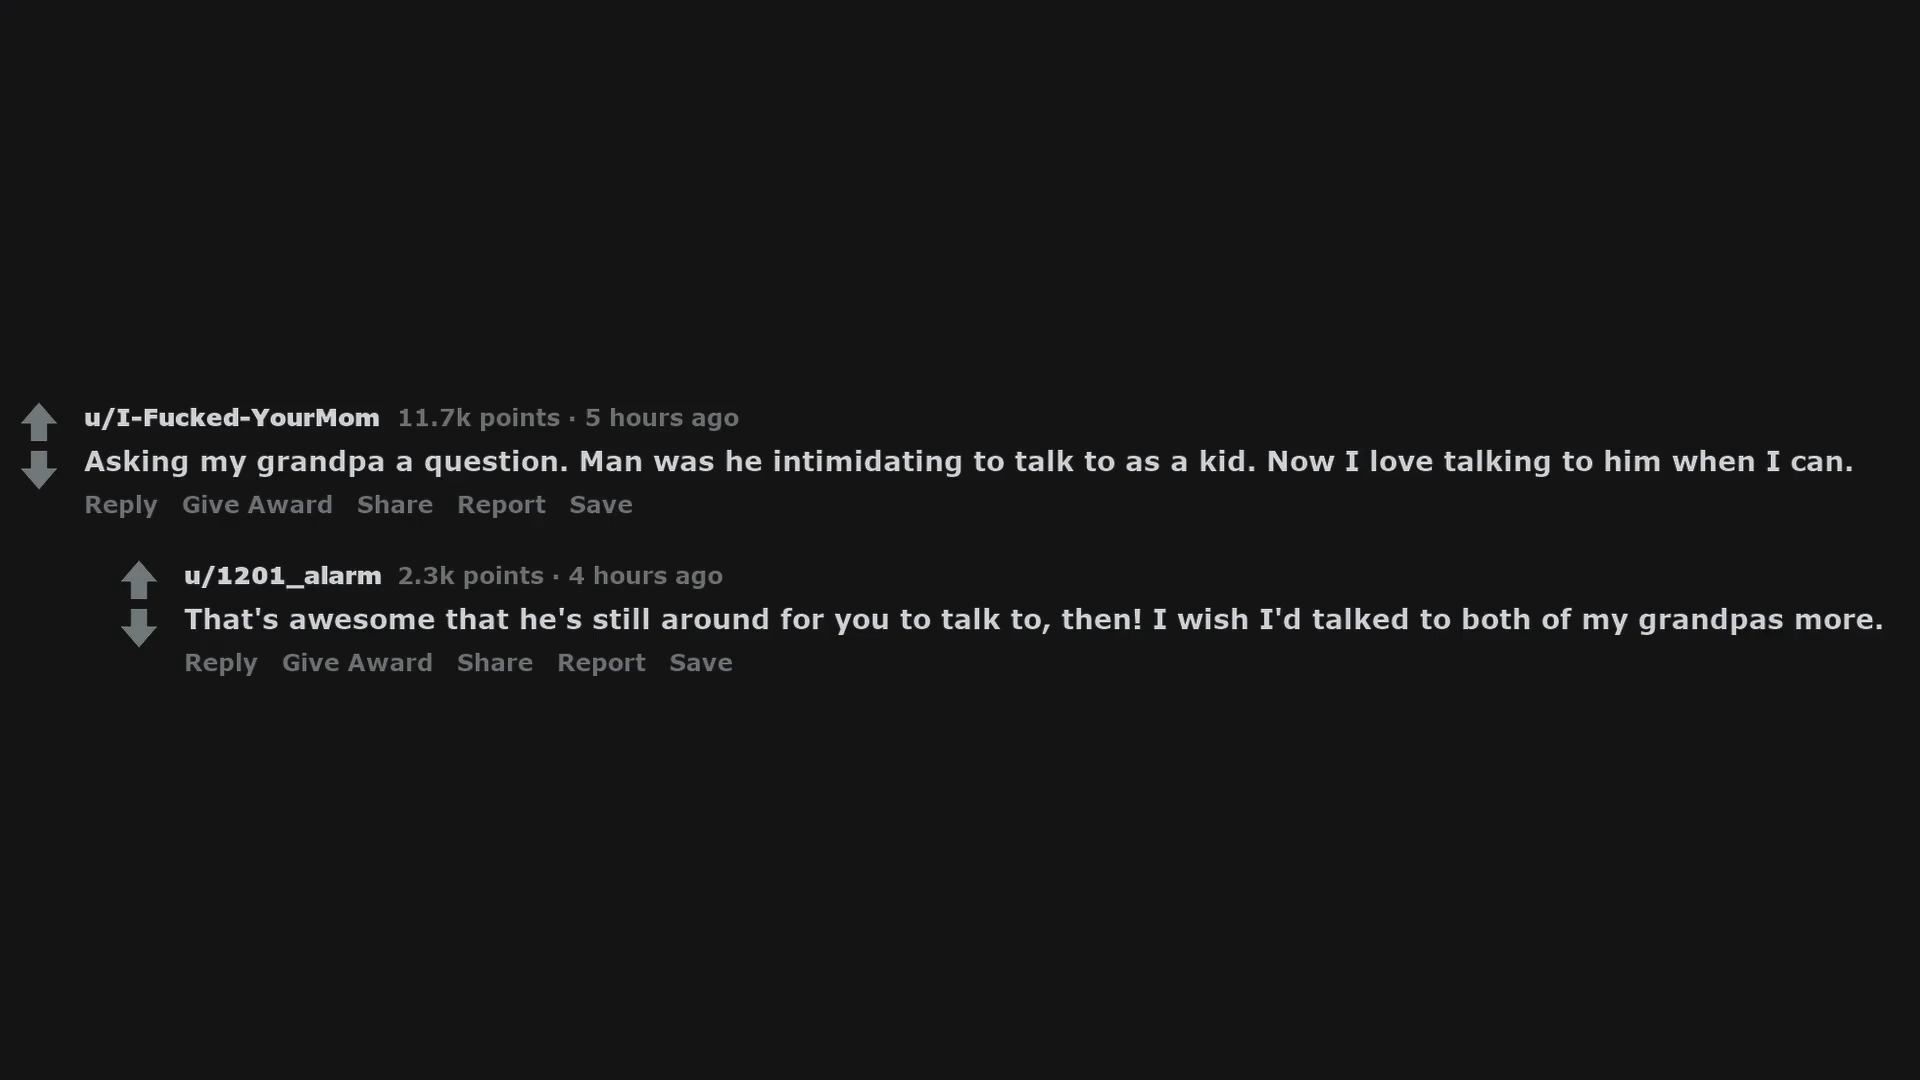 u/I-Fucked-YourMom 11.7k points · 5 hours ago
Asking my grandpa a question. Man was he intimidating to talk to as a kid. Now I love talking to him when I can.
Reply Give Award Share Report Save
u/1201_alarm 2.3k points · 4 hours ago
That's awesome that he's still around for you to talk to, then! I wish I'd talked to both of my grandpas more.
Reply Give Award Share Report Save